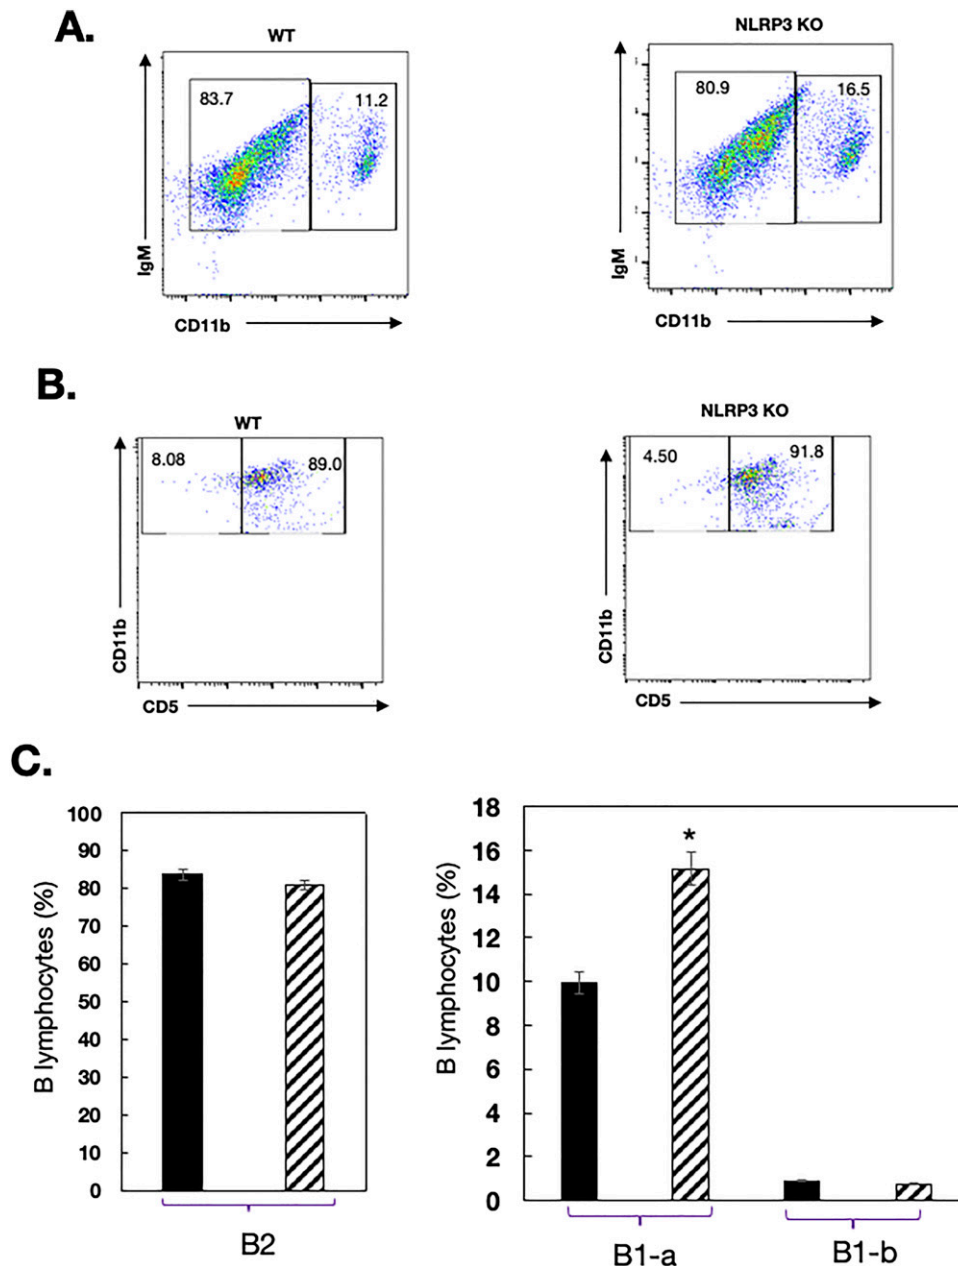 A.
WT
NLRP3 KO
83.7
11.2
80.9
16.5
IgM
IgM
CD11b
CD11b
B.
WT
NLRP3 KO
8.08
89.0
4.50
91.8
CD11b
CD11b
CD5
CD5
C.
B lymphocytes (%)
100
90
80
70
60
50
40
30
20
10
0
B2
B lymphocytes (%)
18
16
14
12
10
8
6
4
2
0
*
B1-a
B1-b